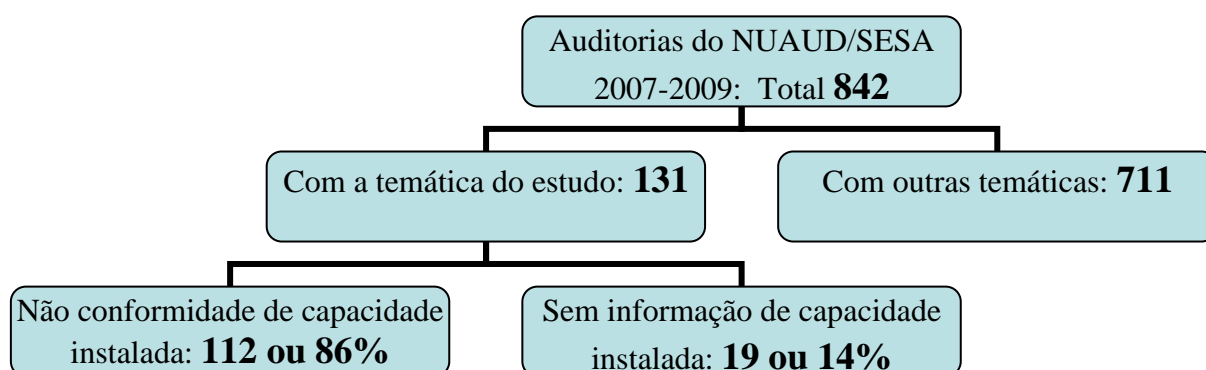 Auditorias do NUAUD/SESA
2007-2009: Total 842
Com a temática do estudo: 131
Com outras temáticas: 711
Não conformidade de capacidade
instalada: 112 ou 86%
Sem informação de capacidade
instalada: 19 ou 14%